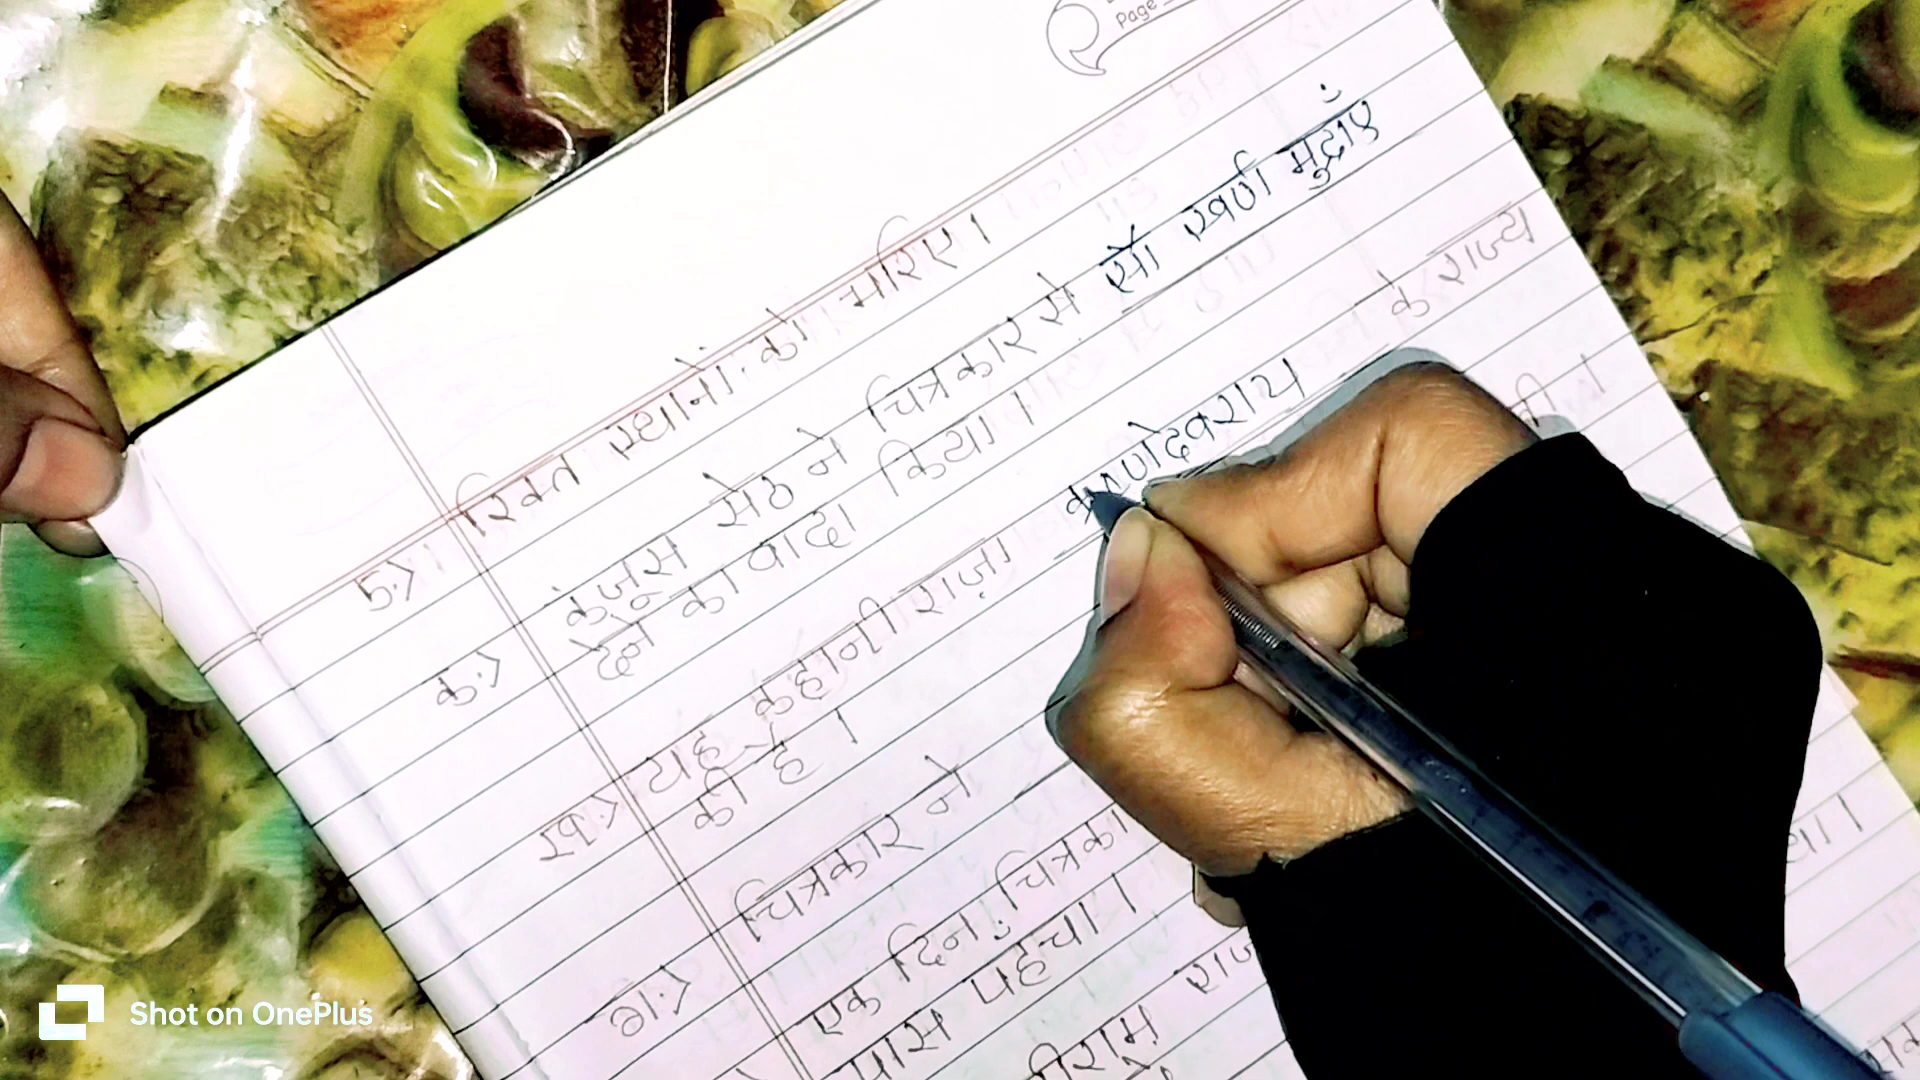 Page
5.> रिक्त स्थानों को भरिए।
क.> कंजूस सेठ ने चित्रकार से सौ स्वर्ण मुद्राएँ
देने का वादा किया।
ख.> यह कहानी राजा कृष्णदेवराय के राज्य
की है।
ग.> चित्रकार ने की।
एक दिन चित्रका
पास पहुंचा। या।
Shot on OnePlus